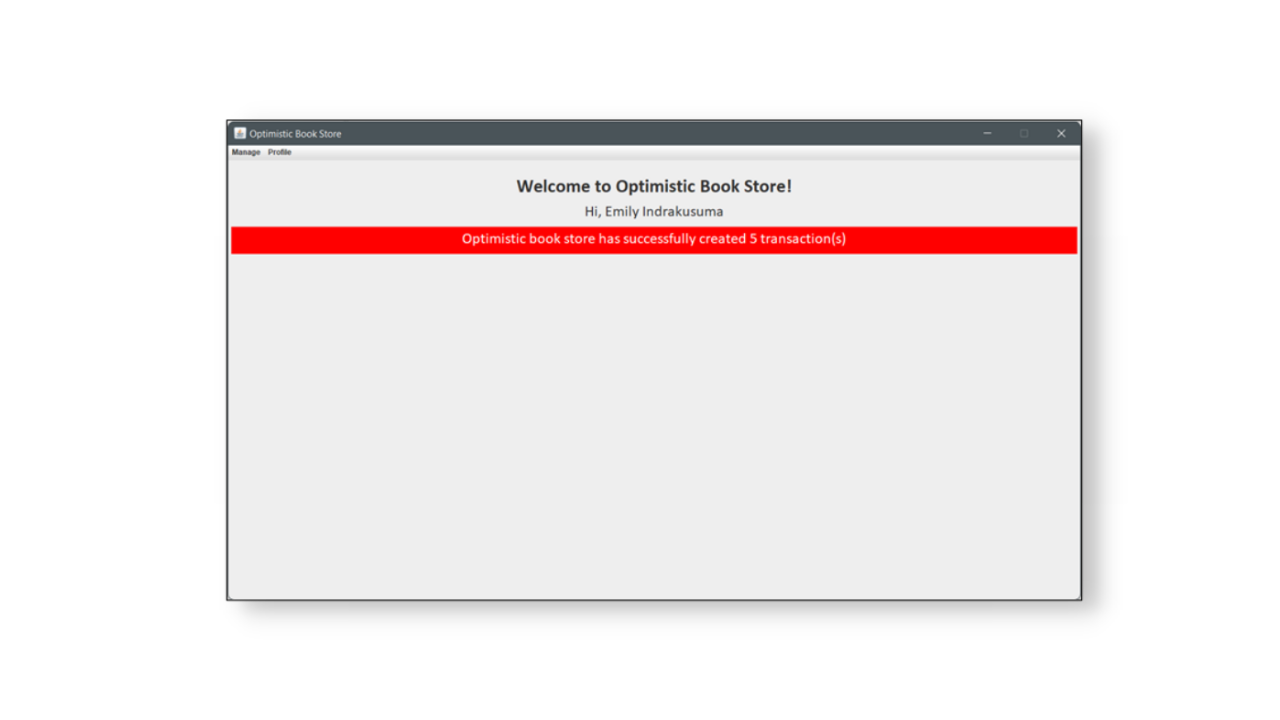 Optimistic Book Store
Manage Profile
Welcome to Optimistic Book Store!
Hi, Emily Indrakusuma
Optimistic book store has successfully created 5 transaction(s)